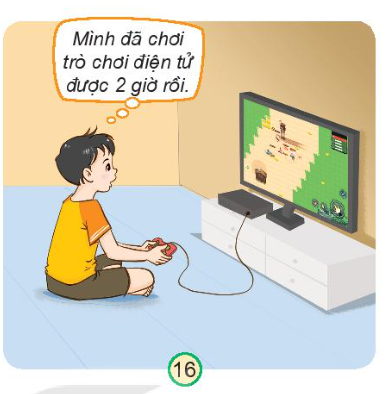 Mình đã chơi
trò chơi điện tử
được 2 giờ rồi.
16